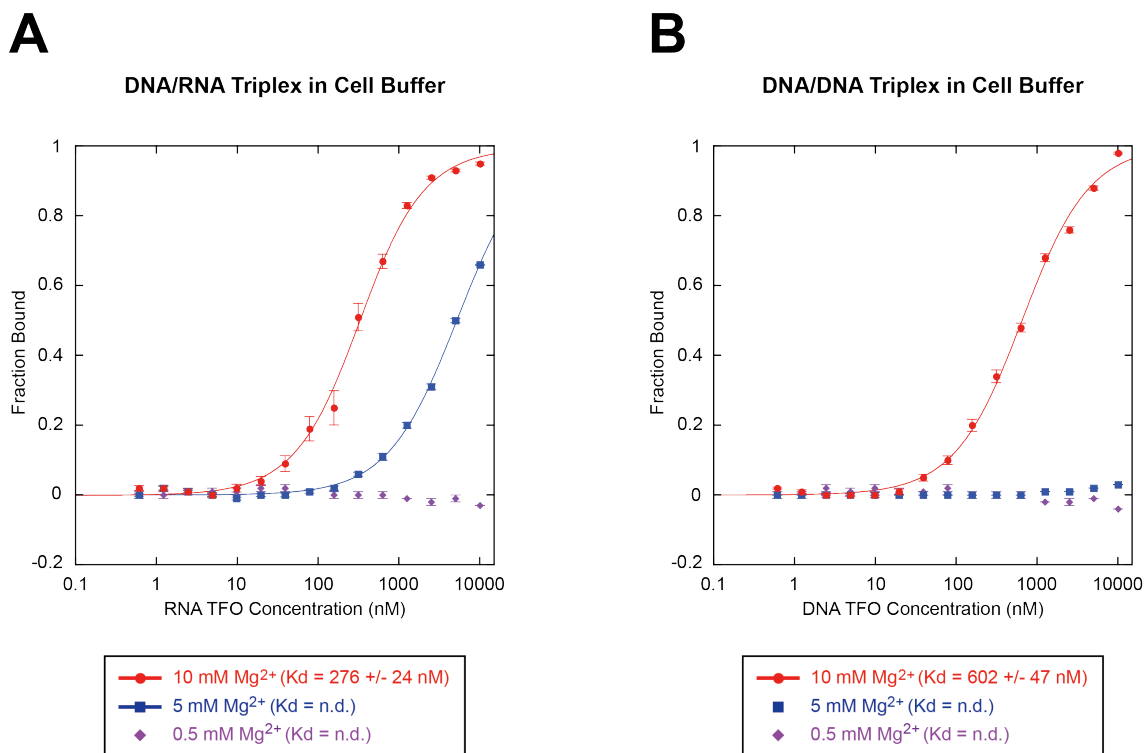 A
DNA/RNA Triplex in Cell Buffer
1
0.8
0.6
0.4
0.2
0
-0.2
Fraction Bound
0.1 1 10 100 1000 10000
RNA TFO Concentration (nM)
10 mM Mg²⁺ (Kd = 276 +/- 24 nM)
5 mM Mg²⁺ (Kd = n.d.)
0.5 mM Mg²⁺ (Kd = n.d.)
B
DNA/DNA Triplex in Cell Buffer
1
0.8
0.6
0.4
0.2
0
-0.2
Fraction Bound
0.1 1 10 100 1000 10000
DNA TFO Concentration (nM)
10 mM Mg²⁺ (Kd = 602 +/- 47 nM)
5 mM Mg²⁺ (Kd = n.d.)
0.5 mM Mg²⁺ (Kd = n.d.)